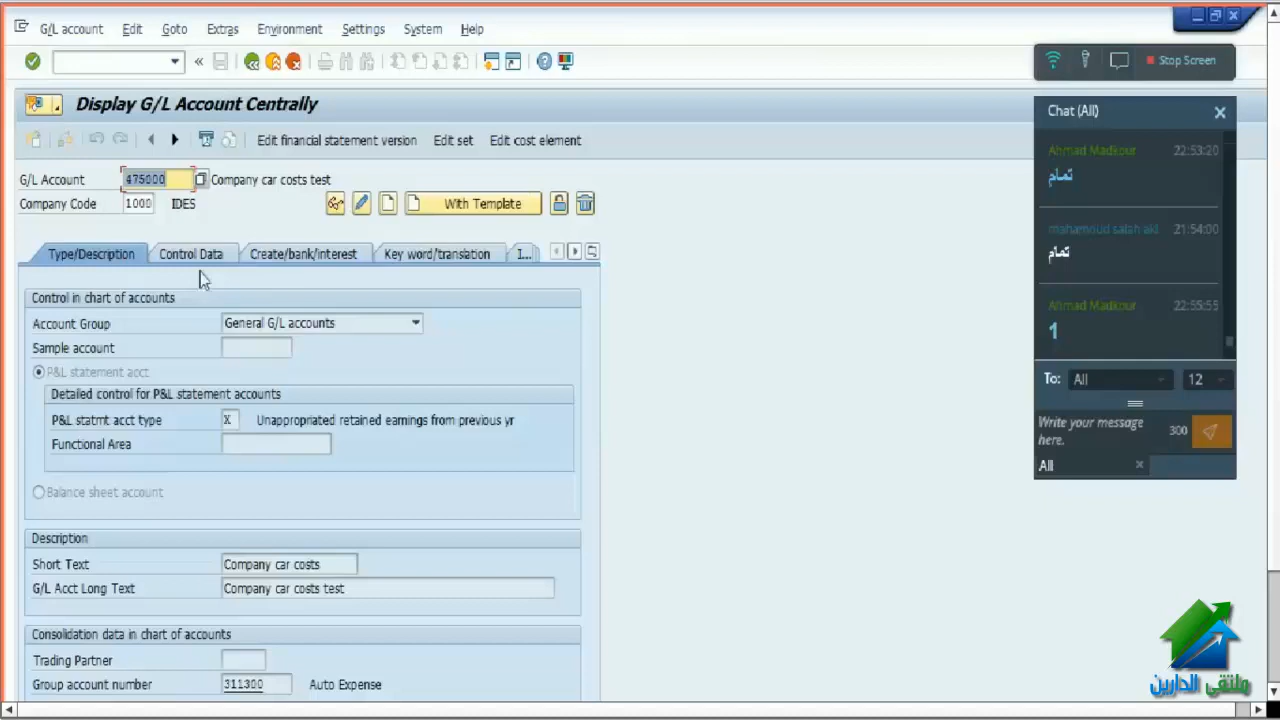 G/L account Edit Goto Extras Environment Settings System Help
Stop Screen
Display G/L Account Centrally
Edit financial statement version Edit set Edit cost element
G/L Account 475000 Company car costs test
Company Code 1000 IDES With Template
Type/Description Control Data Create/bank/interest Key word/translation I...
Control in chart of accounts
Account Group General G/L accounts
Sample account
P&L statement acct
Detailed control for P&L statement accounts
P&L statmt acct type X Unappropriated retained earnings from previous yr
Functional Area
Balance sheet account
Description
Short Text Company car costs
G/L Acct Long Text Company car costs test
Consolidation data in chart of accounts
Trading Partner
Group account number 311300 Auto Expense
Chat (All)
Ahmad Madkour 22:53:20
تمام
mahamoud salah akl 21:54:00
تمام
Ahmad Madkour 22:55:55
1
To: All 12
Write your message
here. 300
All
ملتقى الدارين